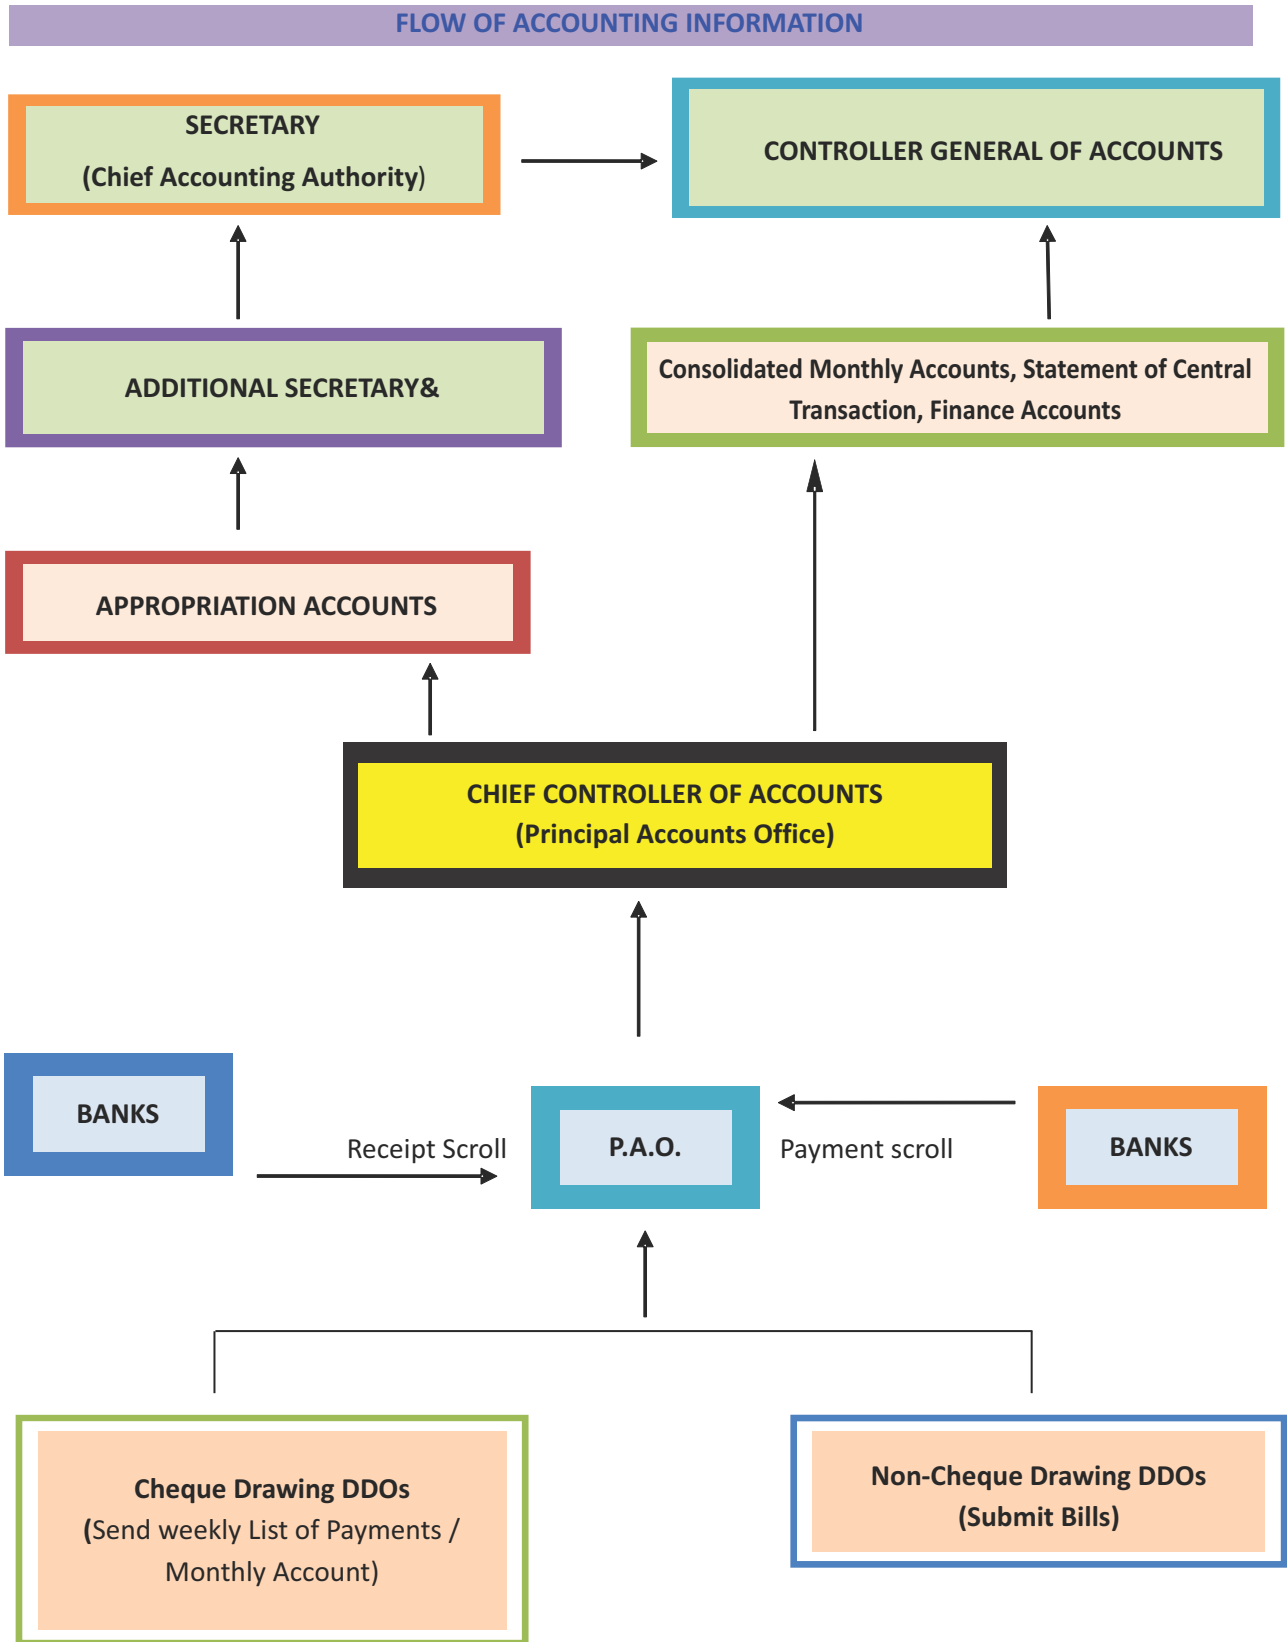 FLOW OF ACCOUNTING INFORMATION
SECRETARY
(Chief Accounting Authority)
CONTROLLER GENERAL OF ACCOUNTS
ADDITIONAL SECRETARY&
Consolidated Monthly Accounts, Statement of Central
Transaction, Finance Accounts
APPROPRIATION ACCOUNTS
CHIEF CONTROLLER OF ACCOUNTS
(Principal Accounts Office)
BANKS
Receipt Scroll
P.A.O.
Payment scroll
BANKS
Cheque Drawing DDOs
(Send weekly List of Payments /
Monthly Account)
Non-Cheque Drawing DDOs
(Submit Bills)